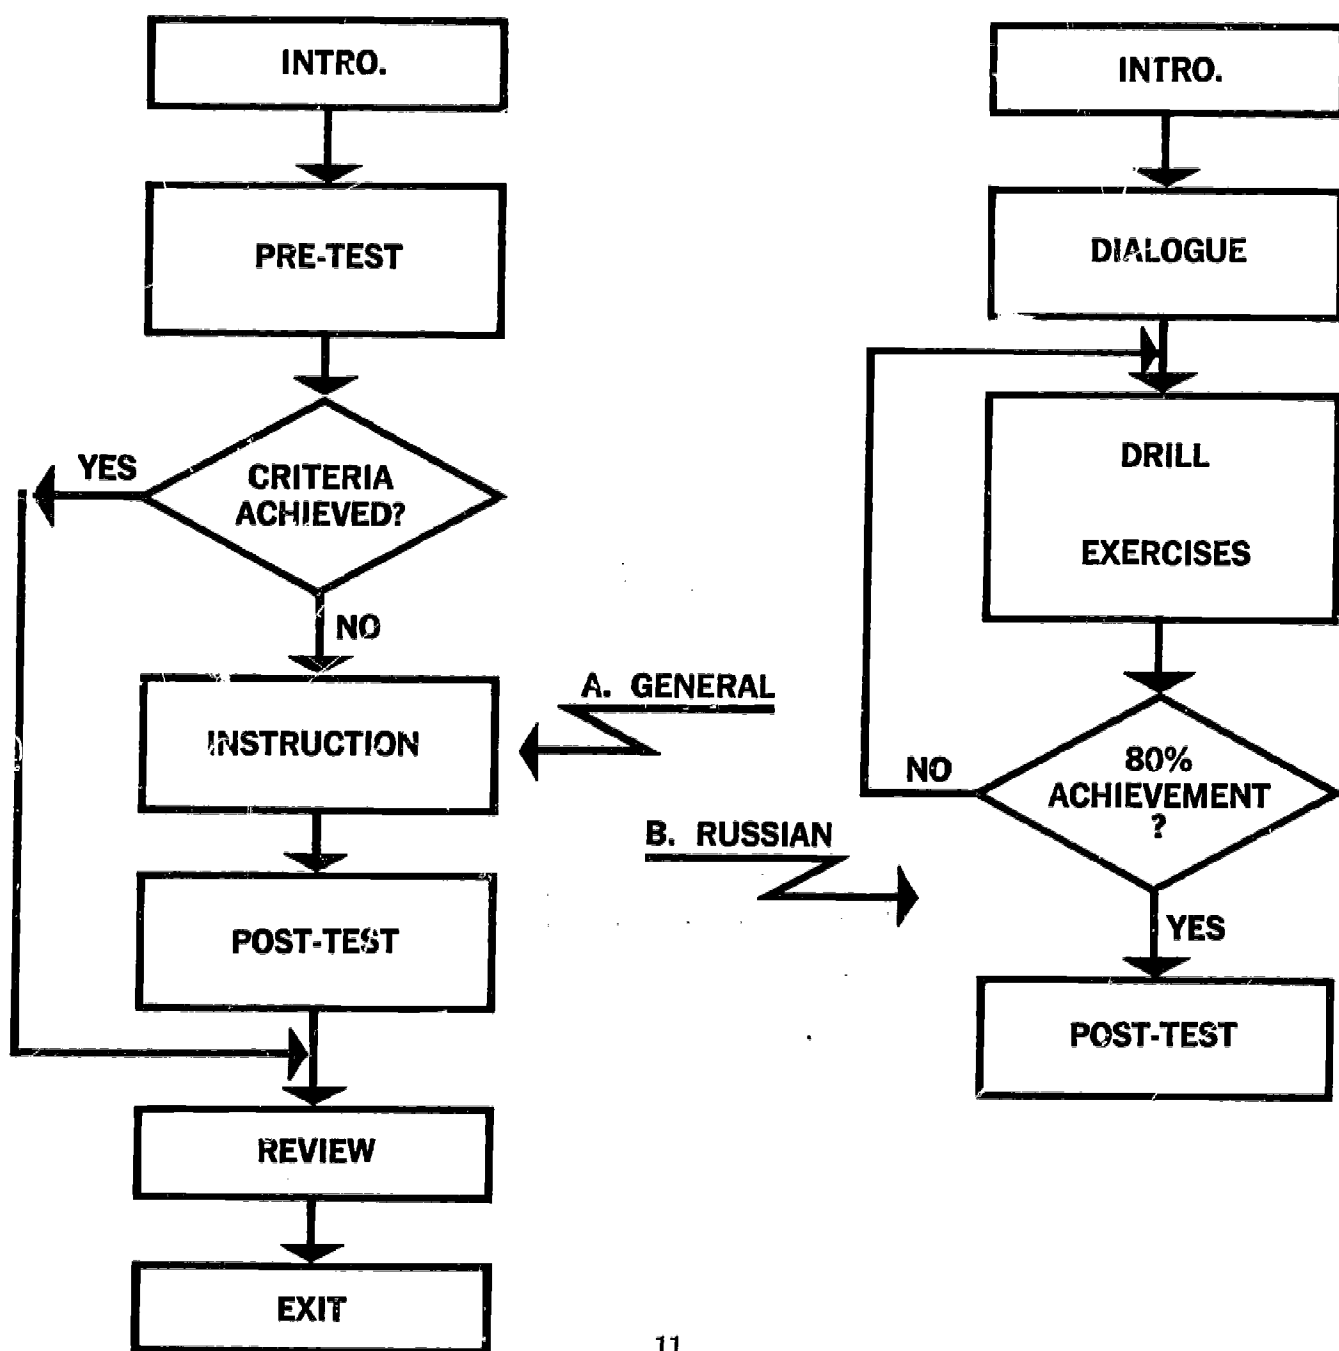 INTRO.
PRE-TEST
YES
CRITERIA
ACHIEVED?
NO
INSTRUCTION
POST-TEST
REVIEW
EXIT
A. GENERAL
B. RUSSIAN
INTRO.
DIALOGUE
DRILL
EXERCISES
NO
80%
ACHIEVEMENT
?
YES
POST-TEST
11